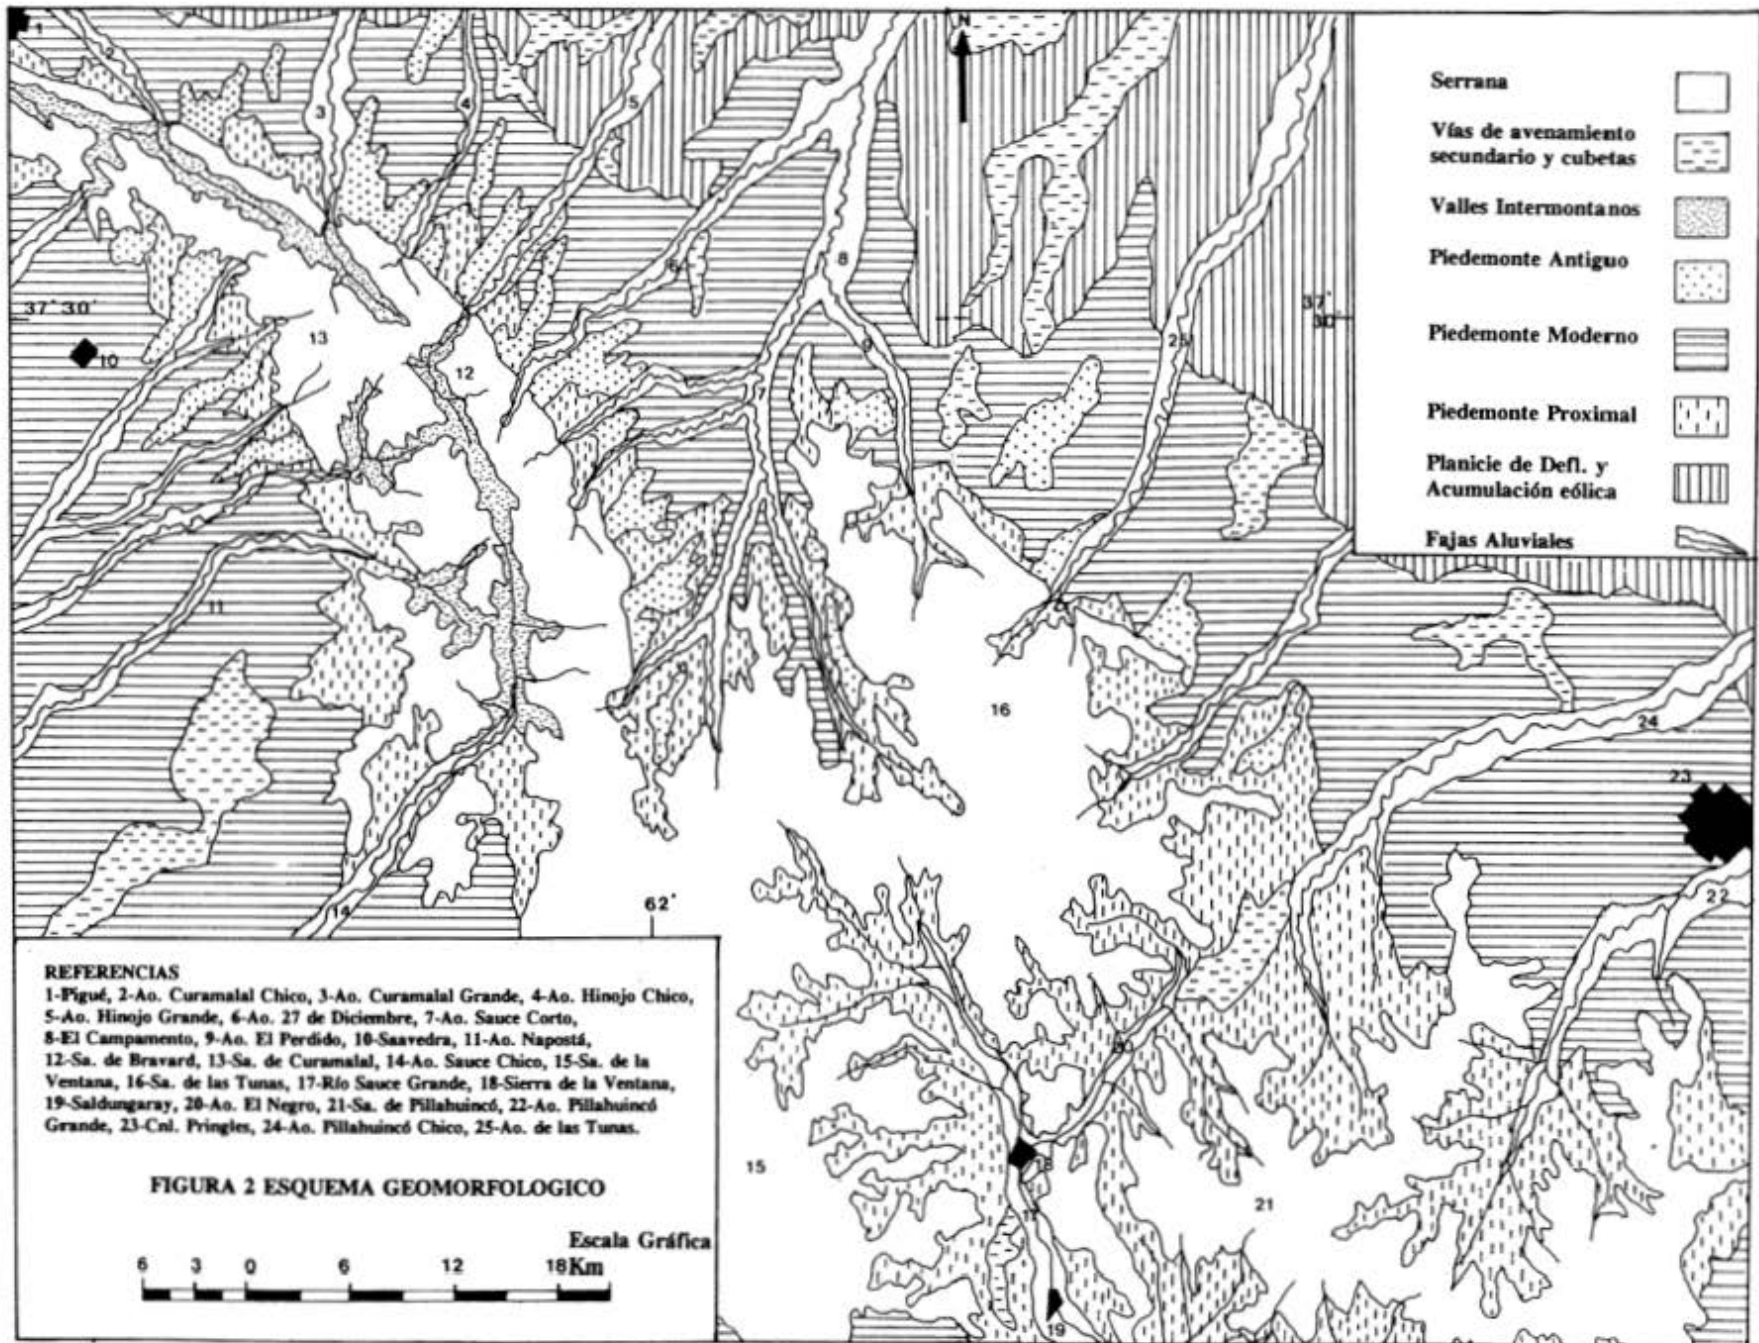 N
1
2
3
4
5
6
7
8
9
37° 30'
37°
30'
10
11
12
13
14
15
16
17
18
19
20
21
22
23
24
25
62°
Serrana
Vías de avenamiento
secundario y cubetas
Valles Intermontanos
Piedemonte Antiguo
Piedemonte Moderno
Piedemonte Proximal
Planicie de Defl. y
Acumulación eólica
Fajas Aluviales
REFERENCIAS
1-Pigué, 2-Ao. Curamalal Chico, 3-Ao. Curamalal Grande, 4-Ao. Hinojo Chico,
5-Ao. Hinojo Grande, 6-Ao. 27 de Diciembre, 7-Ao. Sauce Corto,
8-El Campamento, 9-Ao. El Perdido, 10-Saavedra, 11-Ao. Napostá,
12-Sa. de Bravard, 13-Sa. de Curamalal, 14-Ao. Sauce Chico, 15-Sa. de la
Ventana, 16-Sa. de las Tunas, 17-Río Sauce Grande, 18-Sierra de la Ventana,
19-Saldungaray, 20-Ao. El Negro, 21-Sa. de Pillahuincó, 22-Ao. Pillahuincó
Grande, 23-Cnl. Pringles, 24-Ao. Pillahuincó Chico, 25-Ao. de las Tunas.
FIGURA 2 ESQUEMA GEOMORFOLOGICO
Escala Gráfica
6 3 0 6 12 18 Km